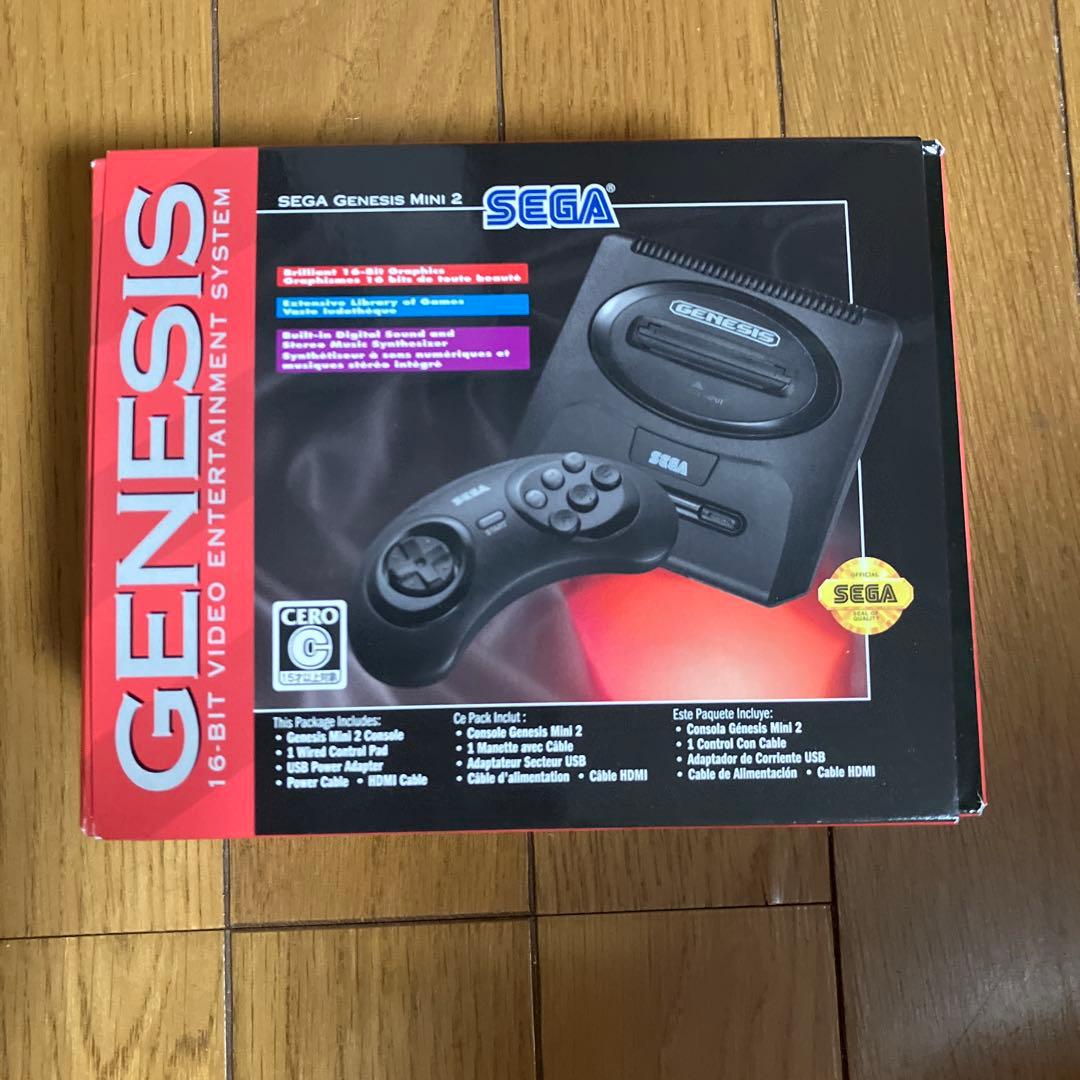 GENESIS
16-BIT VIDEO ENTERTAINMENT SYSTEM
SEGA GENESIS MINI 2
SEGA®
Brilliant 16-Bit Graphics
Graphismes 16 bits de toute beauté
Extensive Library of Games
Vaste ludothèque
Built-in Digital Sound and
Stereo Music Synthesizer
Synthétiseur à sons numériques et
musiques stéréo intégré
GENESIS
INPUT
SEGA
SEGA
START
OFFICIAL
SEGA
SEAL OF
QUALITY
CERO
C
15才以上対象
This Package Includes:
• Genesis Mini 2 Console
• 1 Wired Control Pad
• USB Power Adapter
• Power Cable • HDMI Cable
Ce Pack Inclut :
• Console Genesis Mini 2
• 1 Manette avec Câble
• Adaptateur Secteur USB
• Câble d'alimentation • Câble HDMI
Este Paquete Incluye:
• Consola Génesis Mini 2
• 1 Control Con Cable
• Adaptador de Corriente USB
• Cable de Alimentación • Cable HDMI